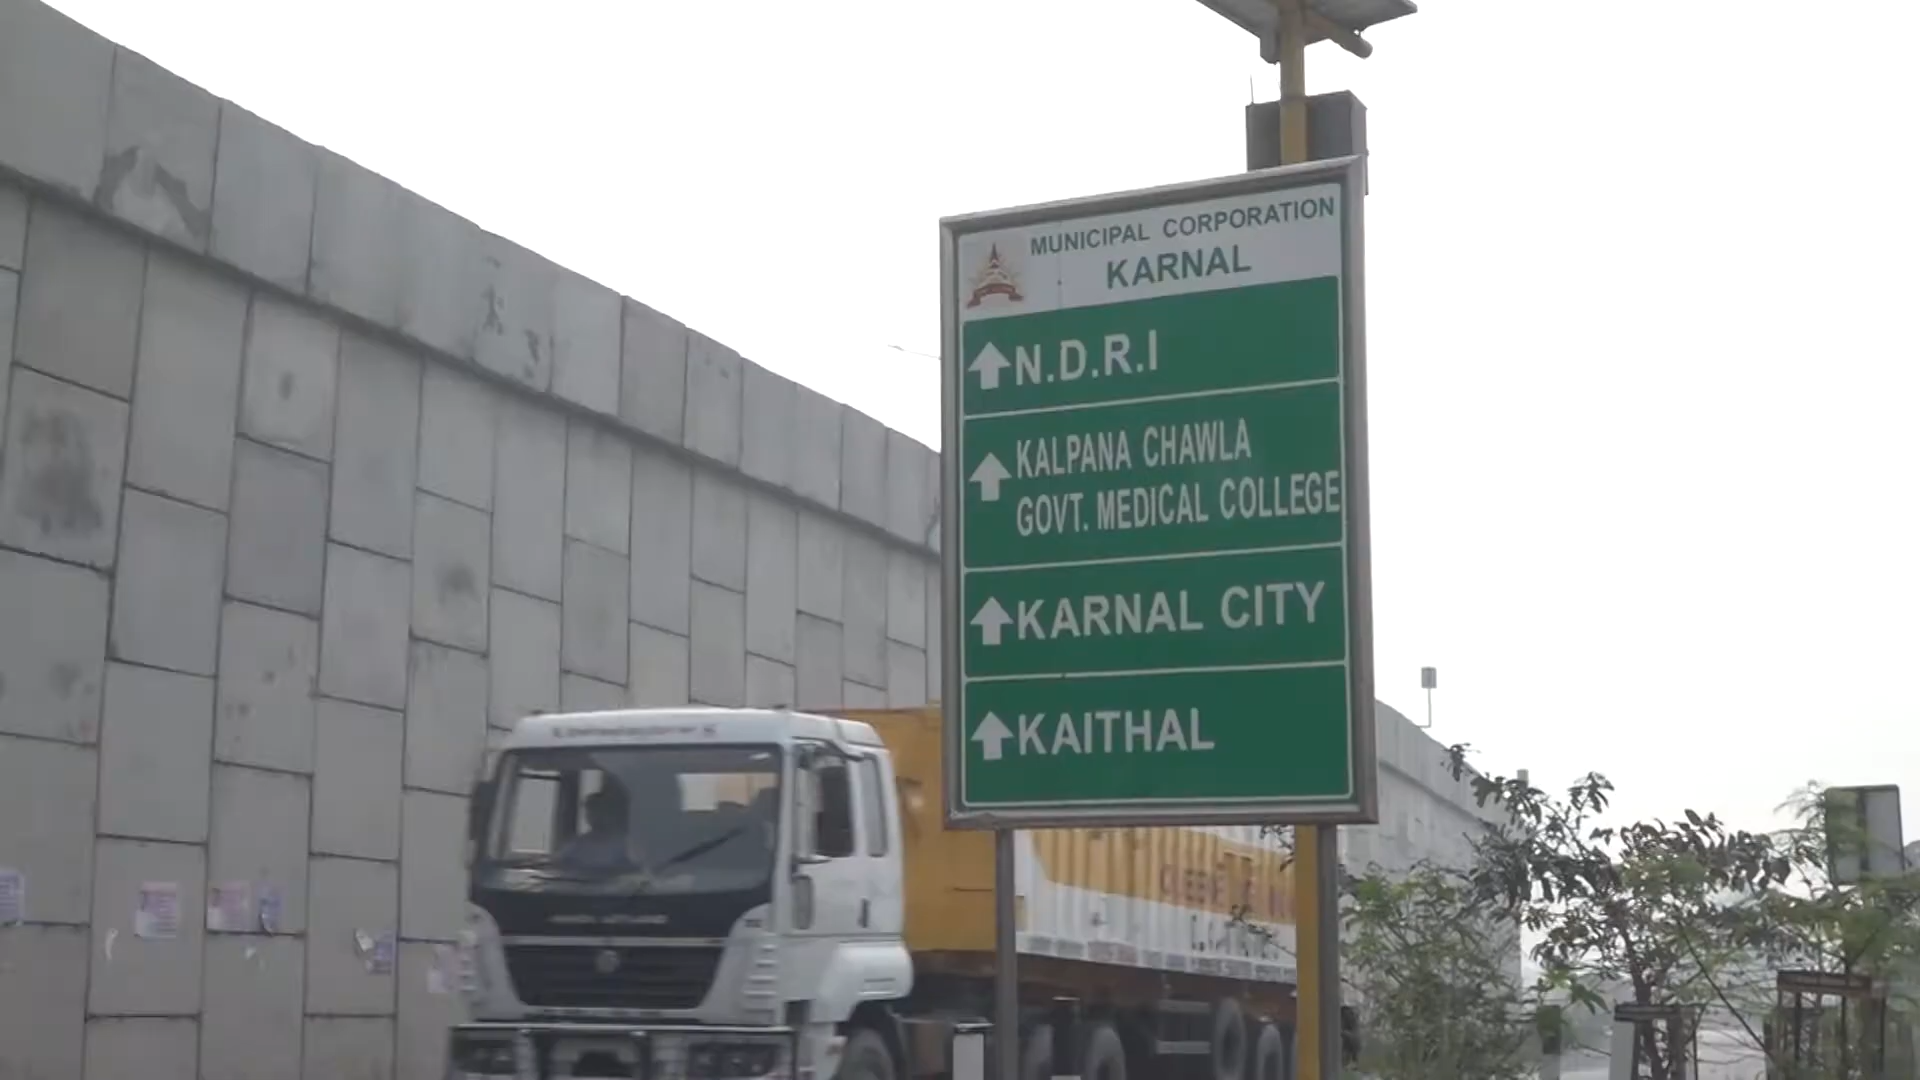 MUNICIPAL CORPORATION
KARNAL
N.D.R.I
KALPANA CHAWLA
GOVT. MEDICAL COLLEGE
KARNAL CITY
KAITHAL